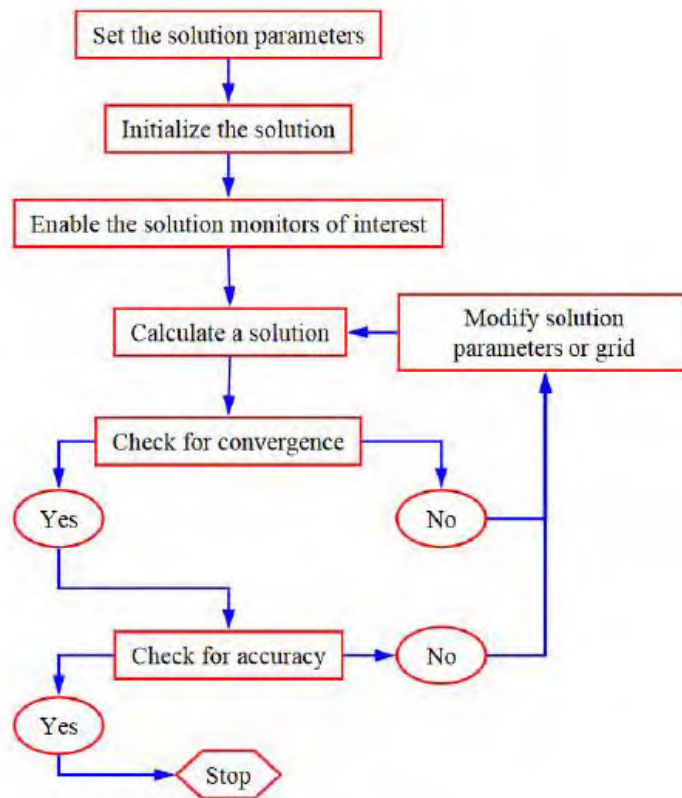 Set the solution parameters
Initialize the solution
Enable the solution monitors of interest
Calculate a solution
Modify solution
parameters or grid
Check for convergence
Yes
No
Check for accuracy
No
Yes
Stop